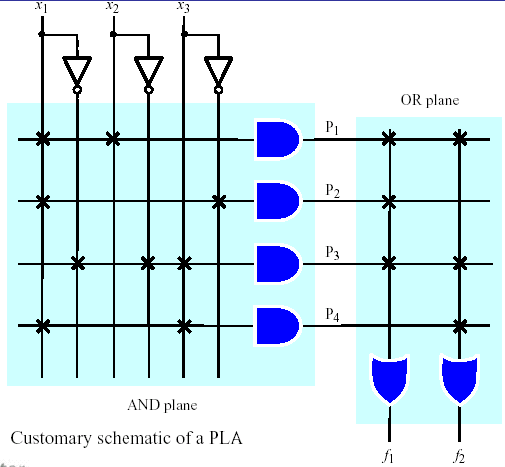 x1 x2 x3
OR plane
P1
P2
P3
P4
AND plane
Customary schematic of a PLA
f1 f2